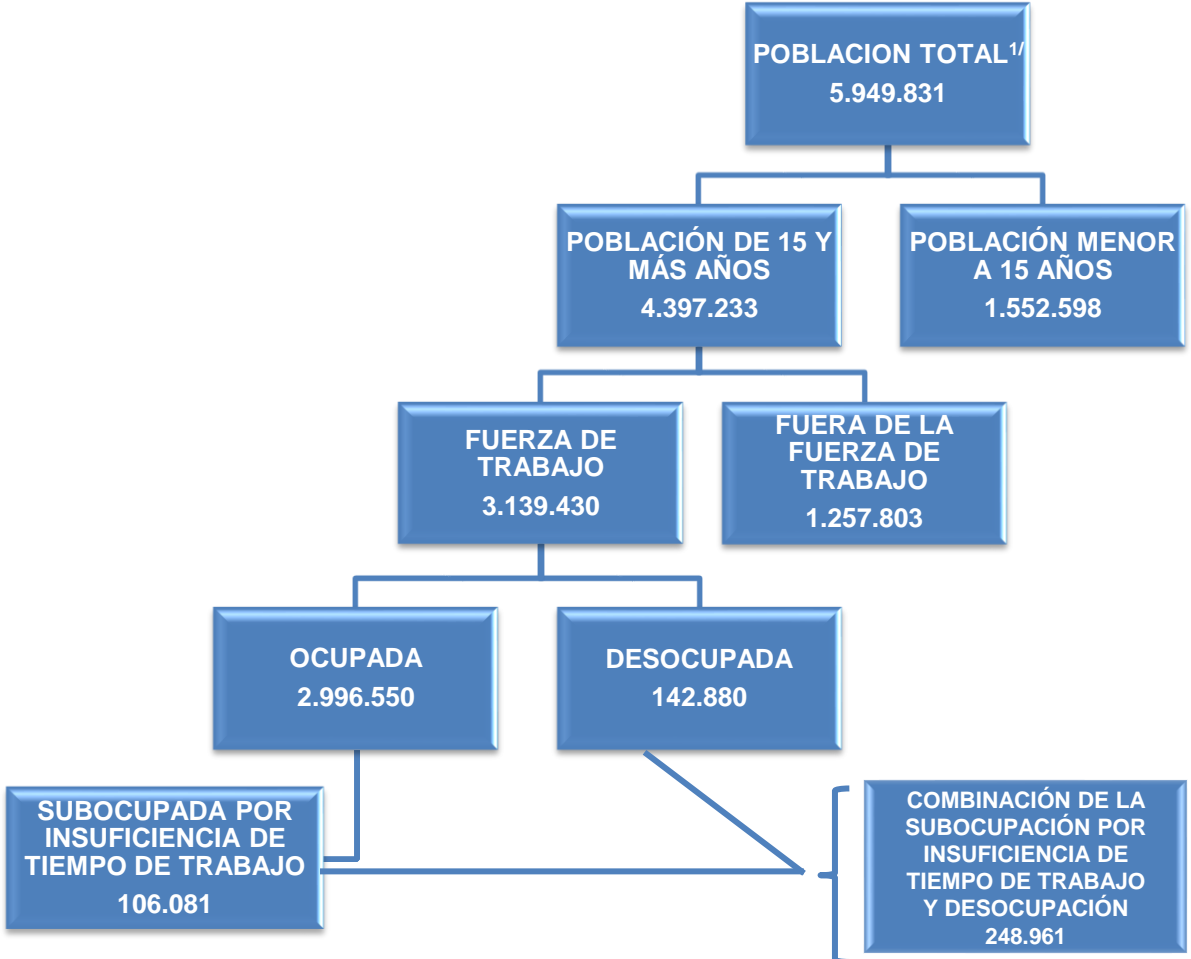 POBLACION TOTAL1/
5.949.831
POBLACIÓN DE 15 Y
MÁS AÑOS
4.397.233
POBLACIÓN MENOR
A 15 AÑOS
1.552.598
FUERZA DE
TRABAJO
3.139.430
FUERA DE LA
FUERZA DE
TRABAJO
1.257.803
OCUPADA
2.996.550
DESOCUPADA
142.880
SUBOCUPADA POR
INSUFICIENCIA DE
TIEMPO DE TRABAJO
106.081
COMBINACIÓN DE LA
SUBOCUPACIÓN POR
INSUFICIENCIA DE
TIEMPO DE TRABAJO
Y DESOCUPACIÓN
248.961